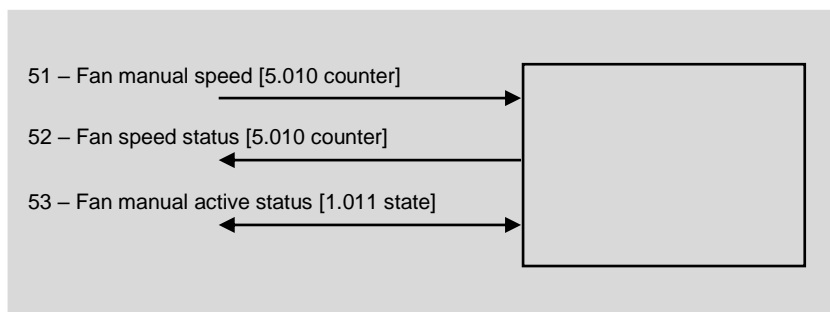 51 – Fan manual speed [5.010 counter]
52 – Fan speed status [5.010 counter]
53 – Fan manual active status [1.011 state]